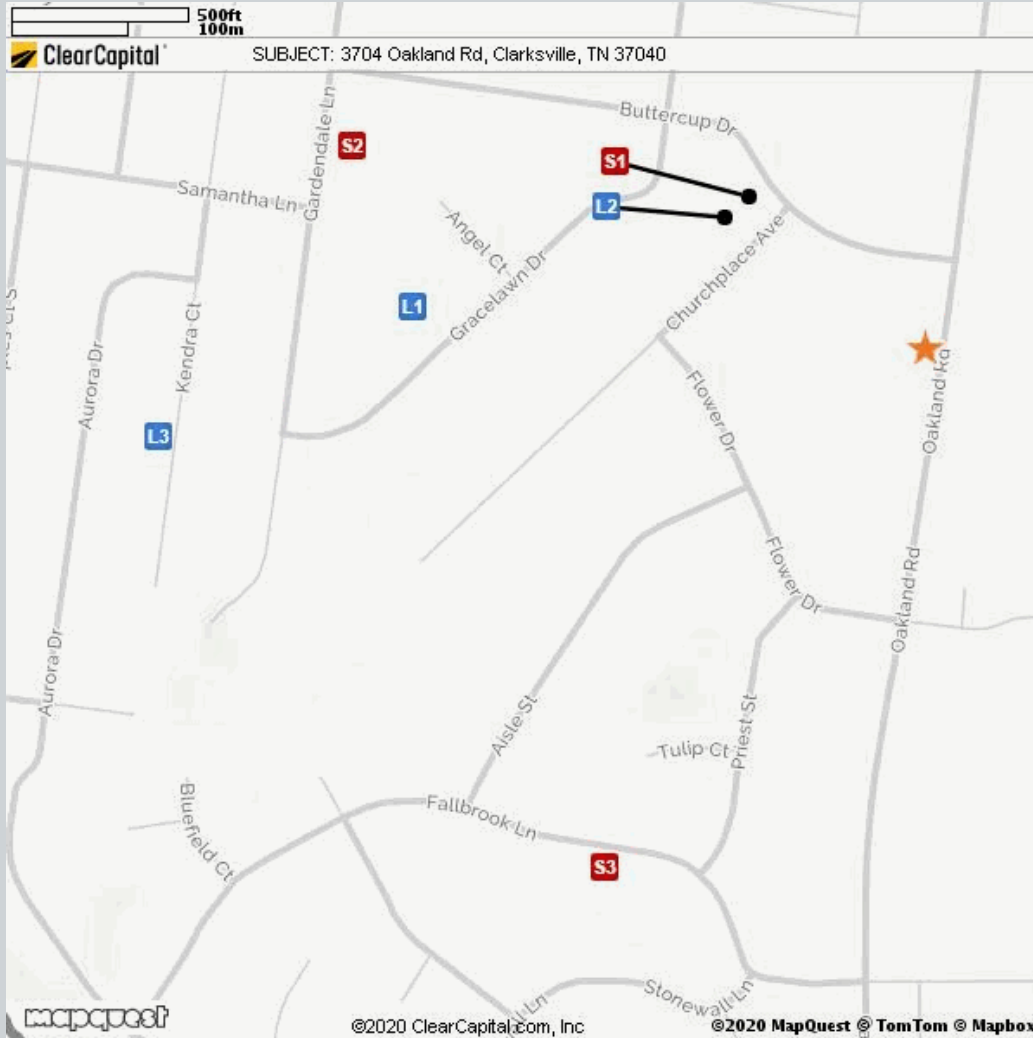 500ft
100m
ClearCapital
SUBJECT: 3704 Oakland Rd, Clarksville, TN 37040
Buttercup Dr
Gardendale Ln
S2
S1
Samantha Ln
L2
Angel Ct
Churchplace Ave
Gracelawn Dr
L1
Kendra Ct
Aurora Dr
Oakland Rd
Flower Dr
L3
Flower Dr
Oakland Rd
Aurora Dr
Aisle St
Priest St
Tulip Ct
Bluefield Ct
Fallbrook Ln
S3
Stonewall Ln
mapquest
©2020 ClearCapital.com, Inc
©2020 MapQuest © TomTom © Mapbox